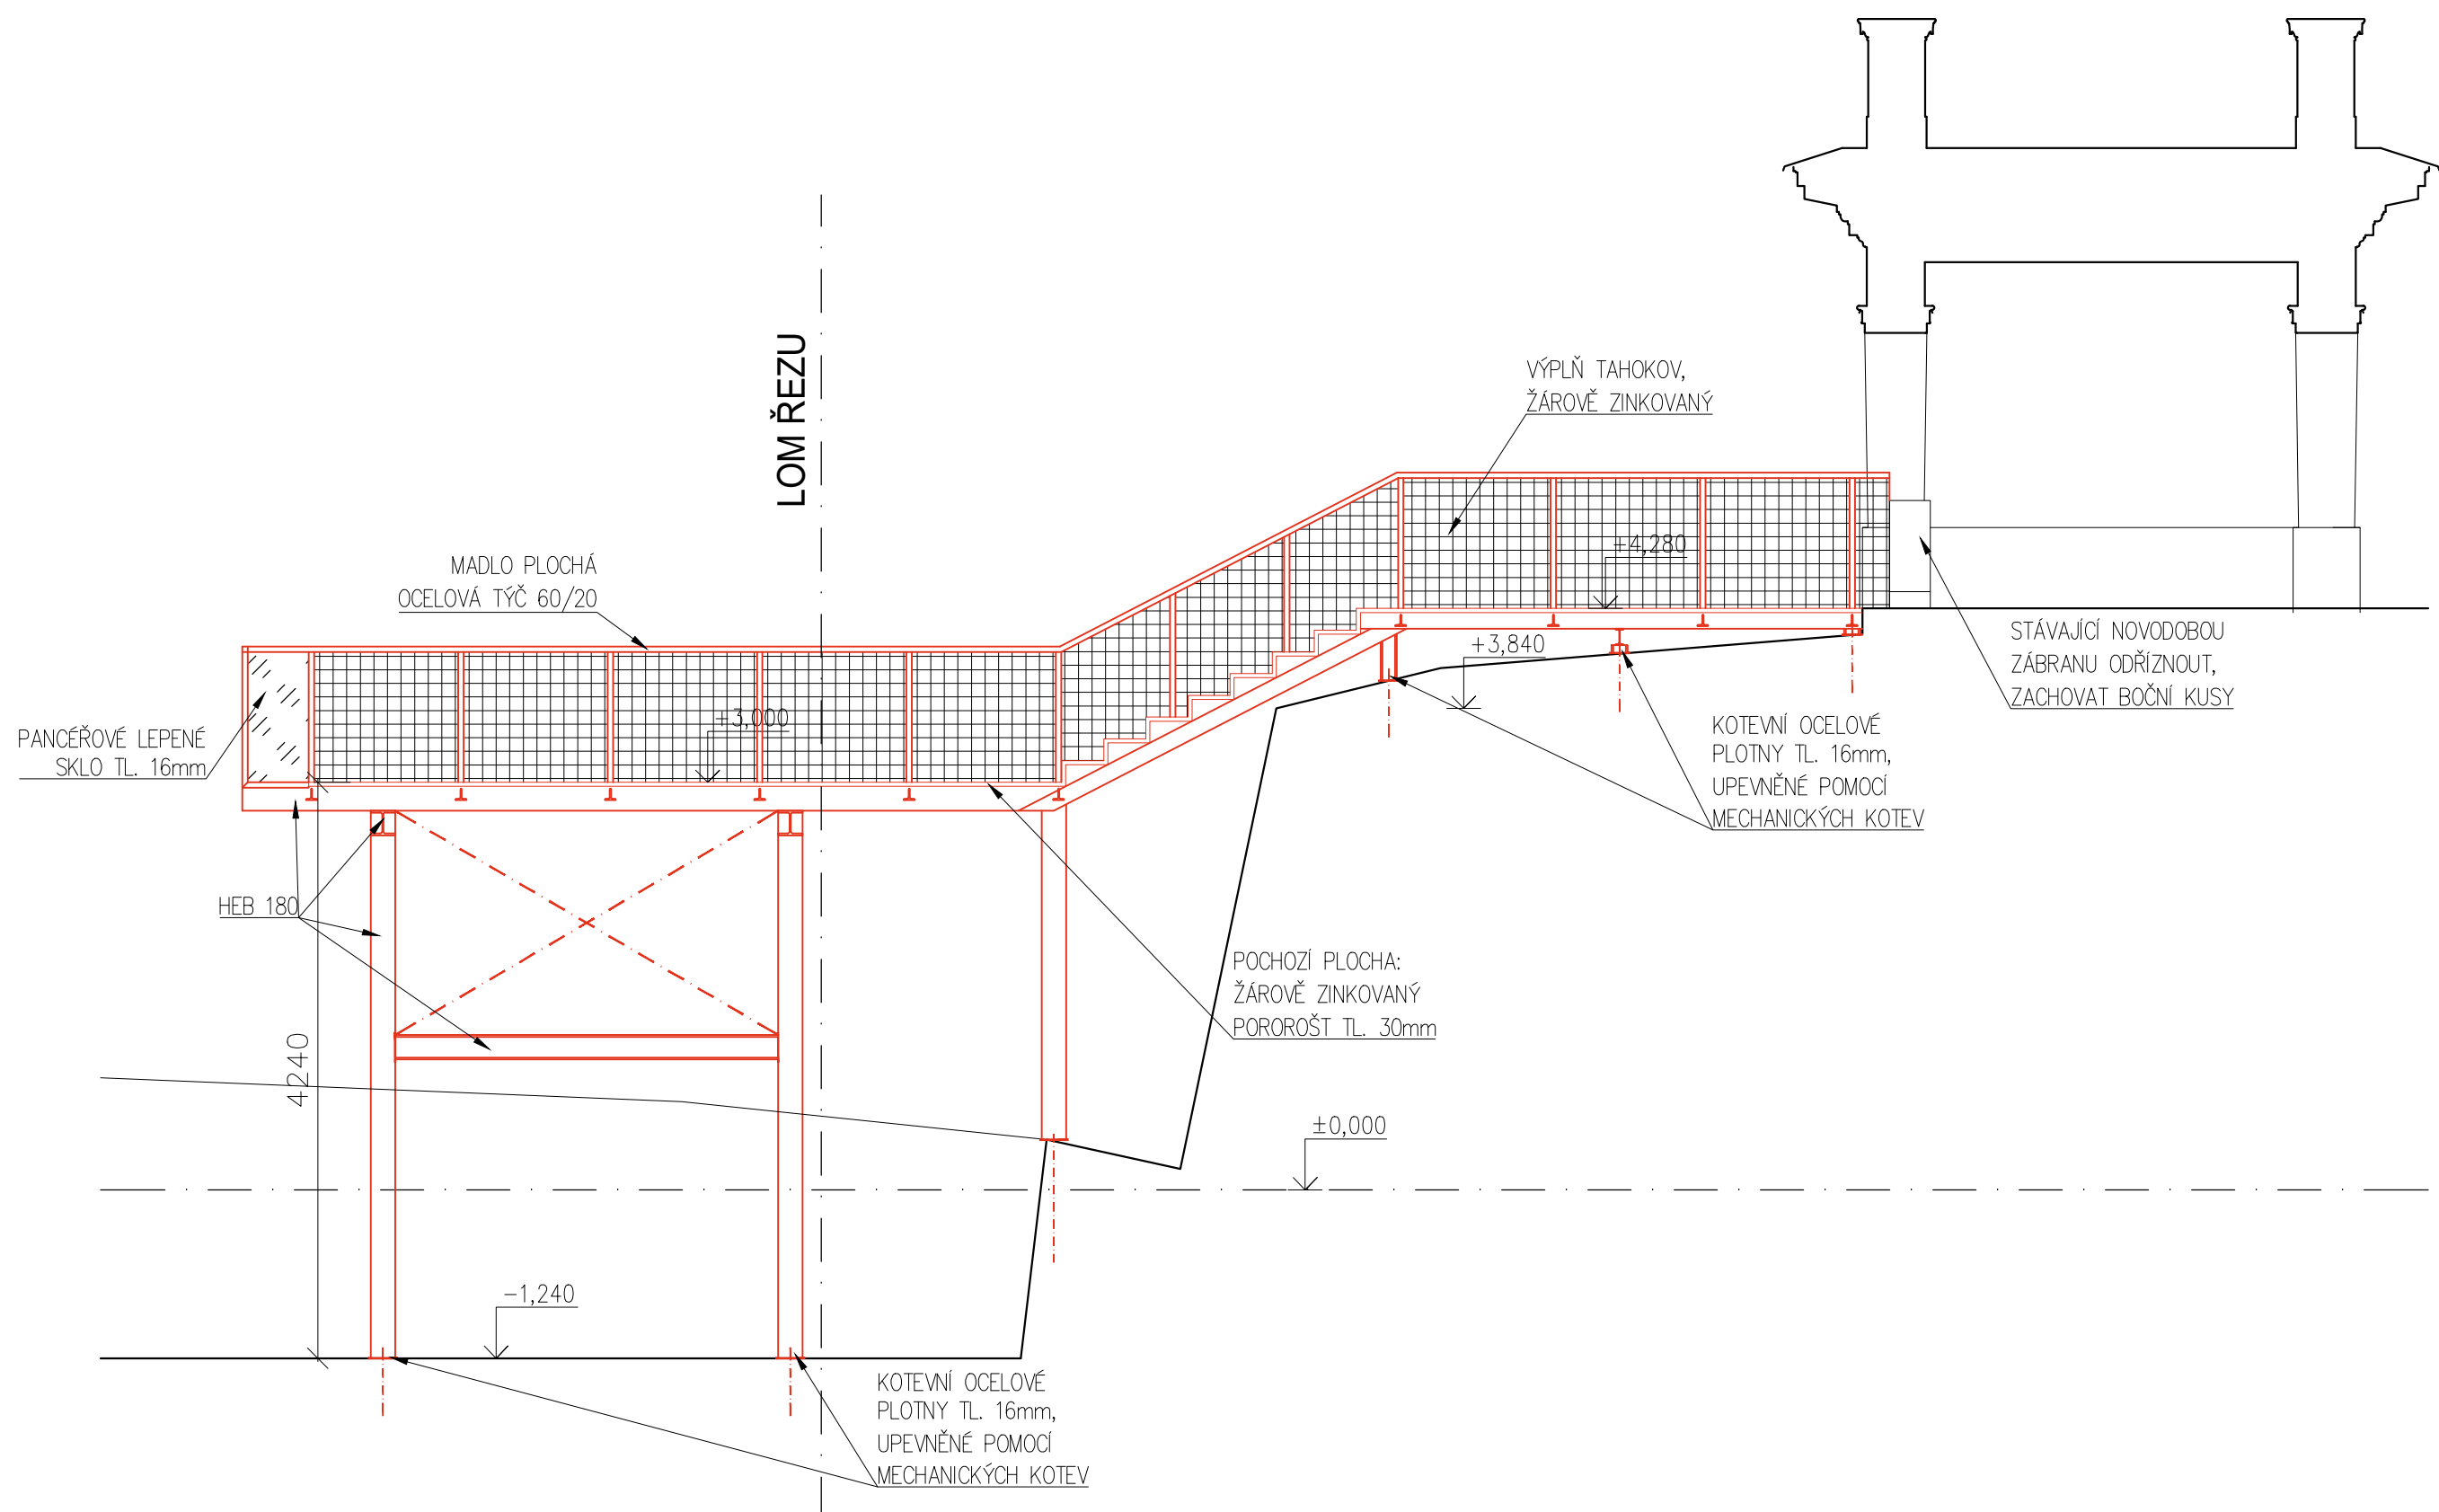 LOM ŘEZU
VÝPLŇ TAHOKOV,
ŽÁROVĚ ZINKOVANÝ
+4,280
MADLO PLOCHÁ
OCELOVÁ TÝČ 60/20
+3,840
STÁVAJÍCÍ NOVODOBOU
ZÁBRANU ODŘÍZNOUT,
ZACHOVAT BOČNÍ KUSY
+3,000
PANCÉŘOVÉ LEPENÉ
SKLO TL. 16mm
KOTEVNÍ OCELOVÉ
PLOTNY TL. 16mm,
UPEVNĚNÉ POMOCÍ
MECHANICKÝCH KOTEV
HEB 180
POCHOZÍ PLOCHA:
ŽÁROVĚ ZINKOVANÝ
POROROŠT TL. 30mm
4240
±0,000
-1,240
KOTEVNÍ OCELOVÉ
PLOTNY TL. 16mm,
UPEVNĚNÉ POMOCÍ
MECHANICKÝCH KOTEV